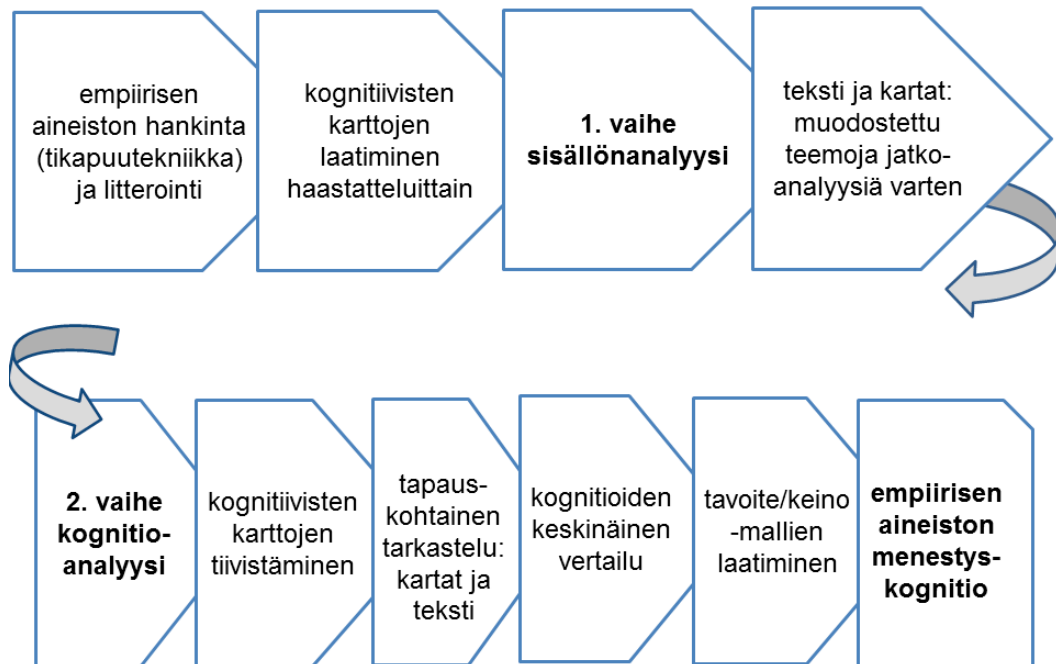 empiirisen
aineiston hankinta
(tikapuutekniikka)
ja litterointi
kognitiivisten
karttojen
laatiminen
haastatteluittain
1. vaihe
sisällönanalyysi
teksti ja kartat:
muodostettu
teemoja jatko-
analyysiä varten
2. vaihe
kognitio-
analyysi
kognitiivisten
karttojen
tiivistäminen
tapaus-
kohtainen
tarkastelu:
kartat ja
teksti
kognitioiden
keskinäinen
vertailu
tavoite/keino
-mallien
laatiminen
empiirisen
aineiston
menestys-
kognitio